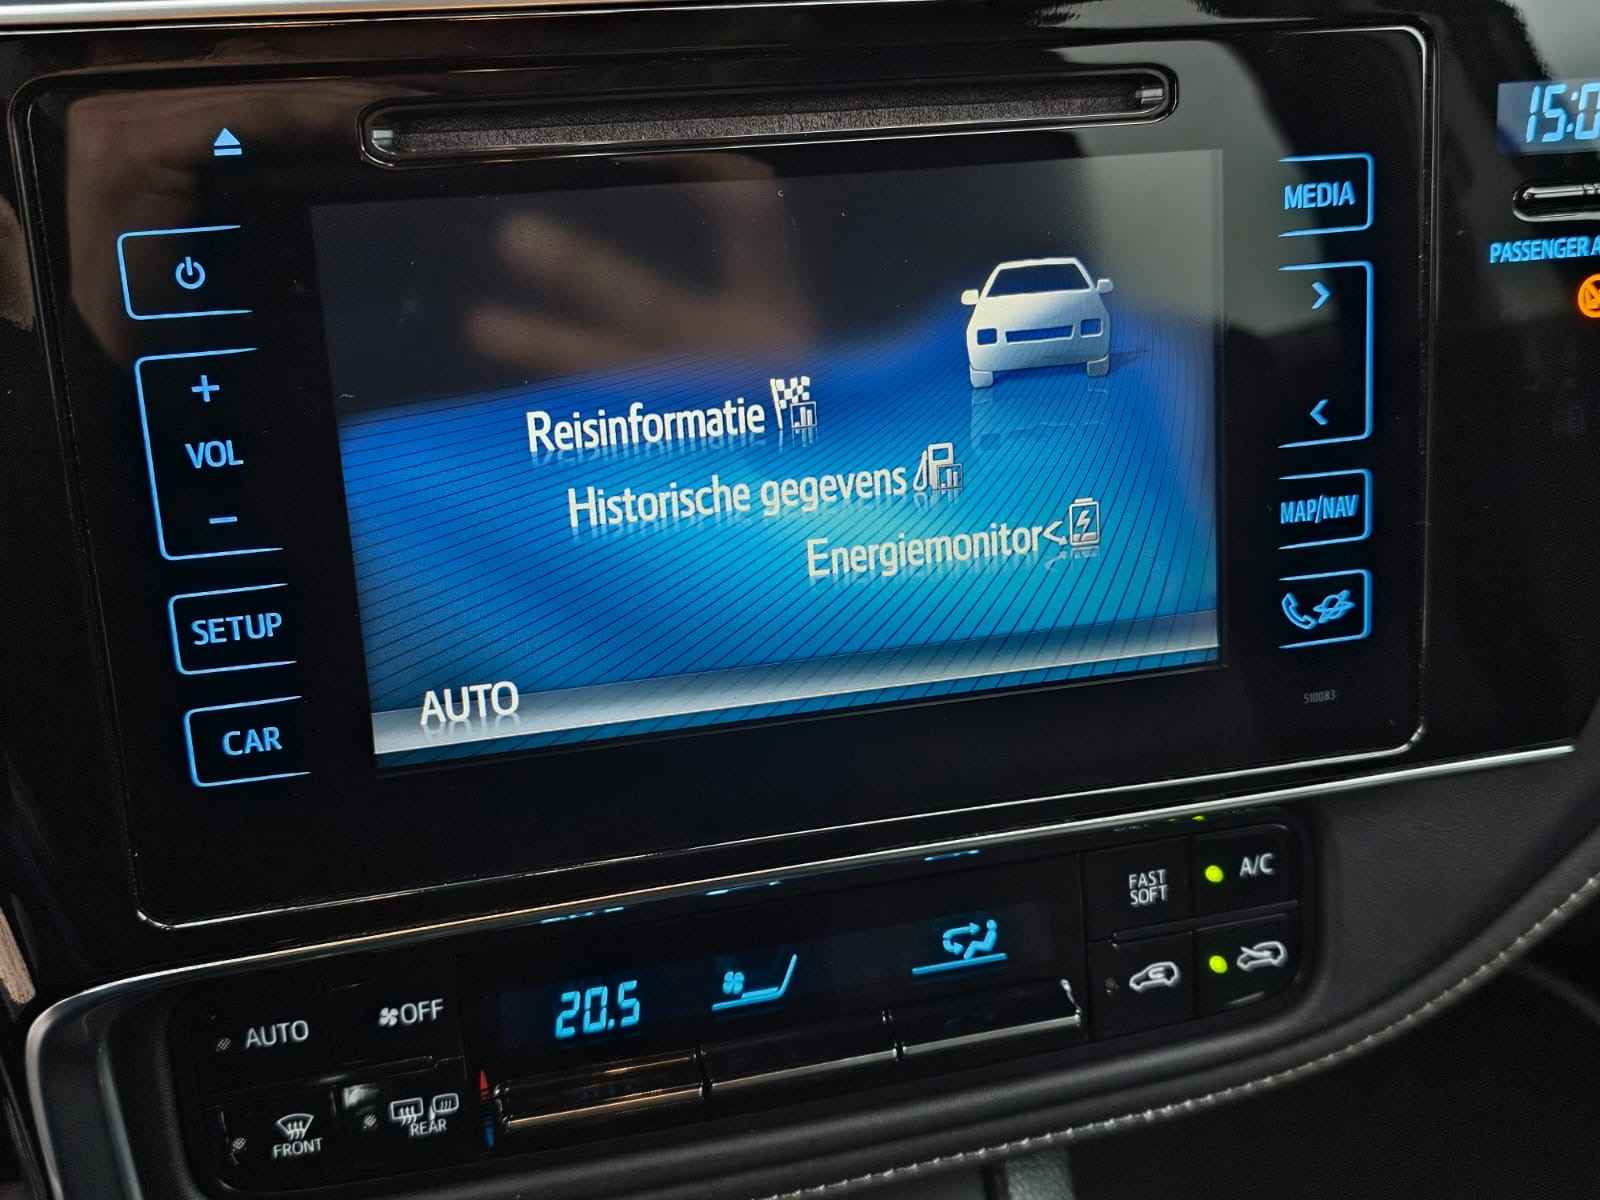 MEDIA
15:0
PASSENGER A
VOL
Reisinformatie
Historische gegevens
Energiemonitor
MAP/NAV
SETUP
AUTO
CAR
510083
FAST
SOFT
A/C
AUTO
OFF
20.5
FRONT
REAR